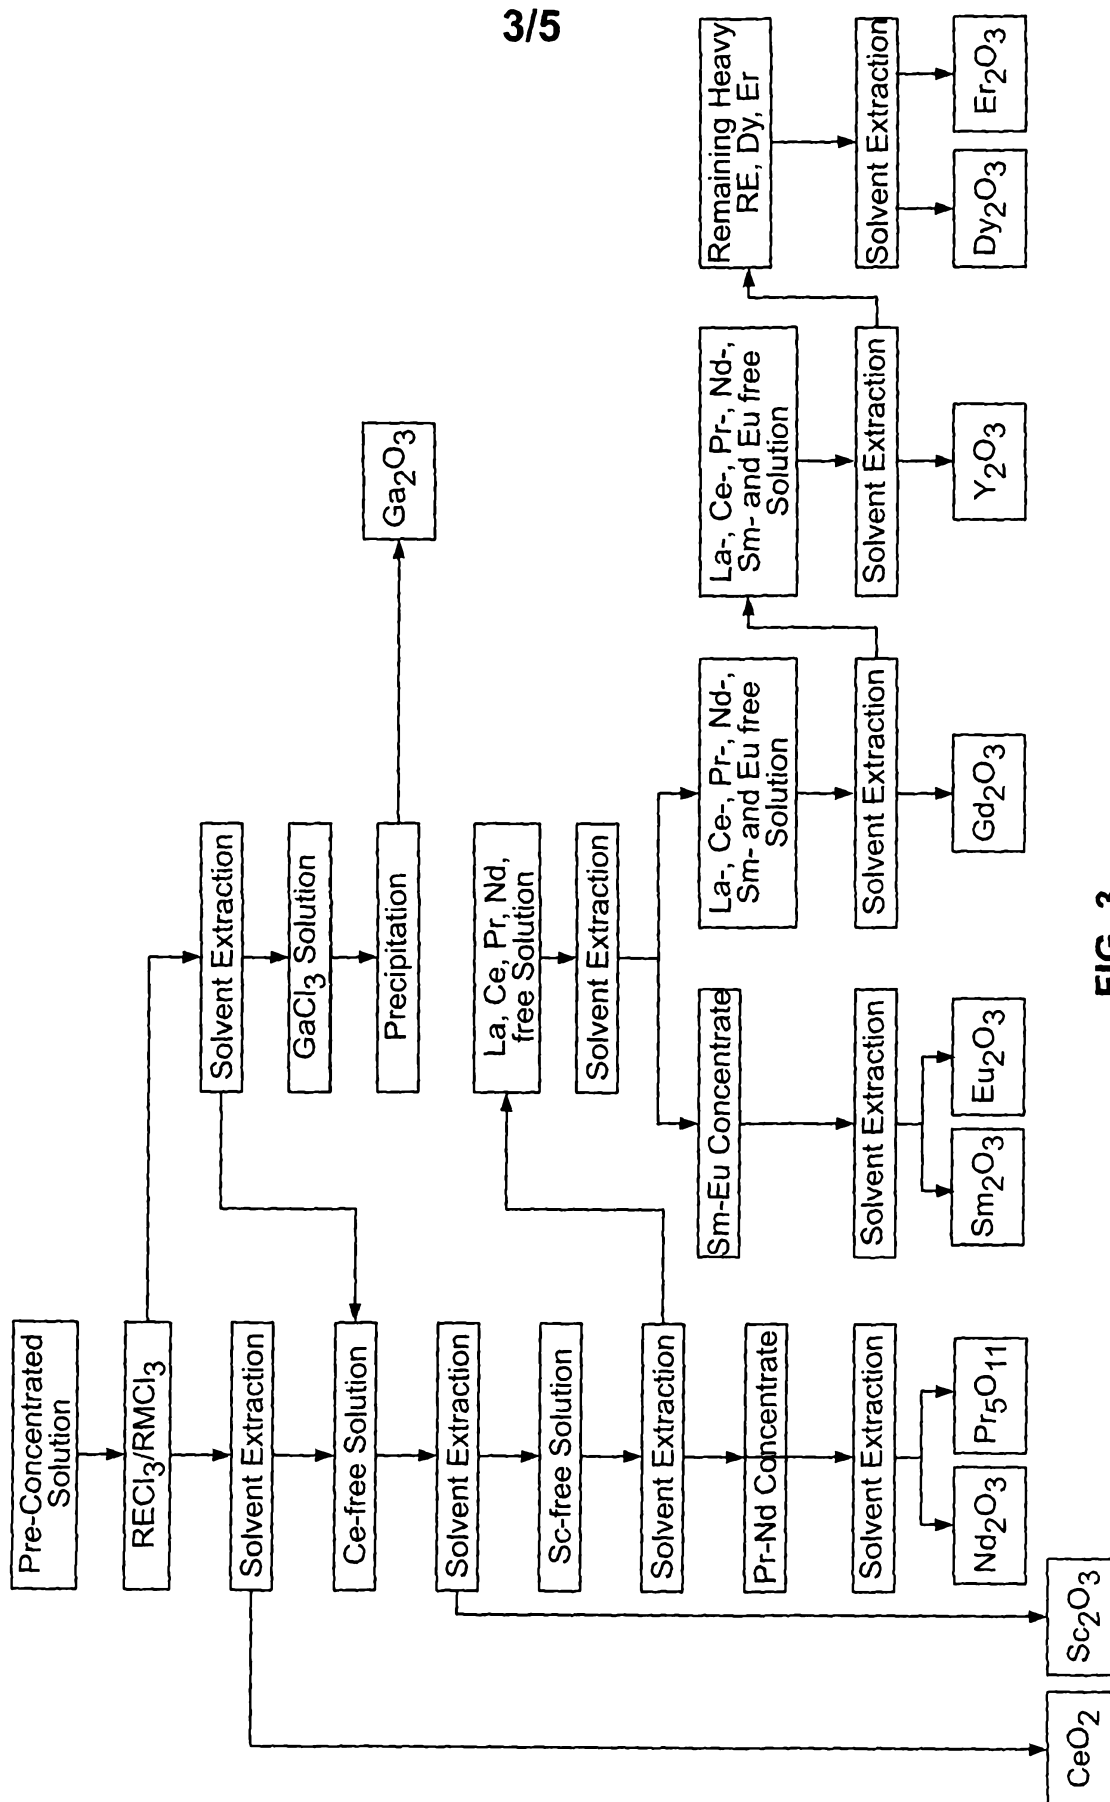 3/5
Pre-Concentrated
Solution
RECl3/RMCl3
Solvent Extraction
Ce-free Solution
Solvent Extraction
Sc-free Solution
Solvent Extraction
Pr-Nd Concentrate
Solvent Extraction
Nd2O3
Pr5O11
CeO2
Sc2O3
Solvent Extraction
GaCl3 Solution
Precipitation
Ga2O3
La, Ce, Pr, Nd,
free Solution
Solvent Extraction
Sm-Eu Concentrate
Solvent Extraction
Sm2O3
Eu2O3
La-, Ce-, Pr-, Nd-,
Sm- and Eu free
Solution
Solvent Extraction
Gd2O3
La-, Ce-, Pr-, Nd-,
Sm- and Eu free
Solution
Solvent Extraction
Y2O3
Remaining Heavy
RE, Dy, Er
Solvent Extraction
Dy2O3
Er2O3
FIG. 3